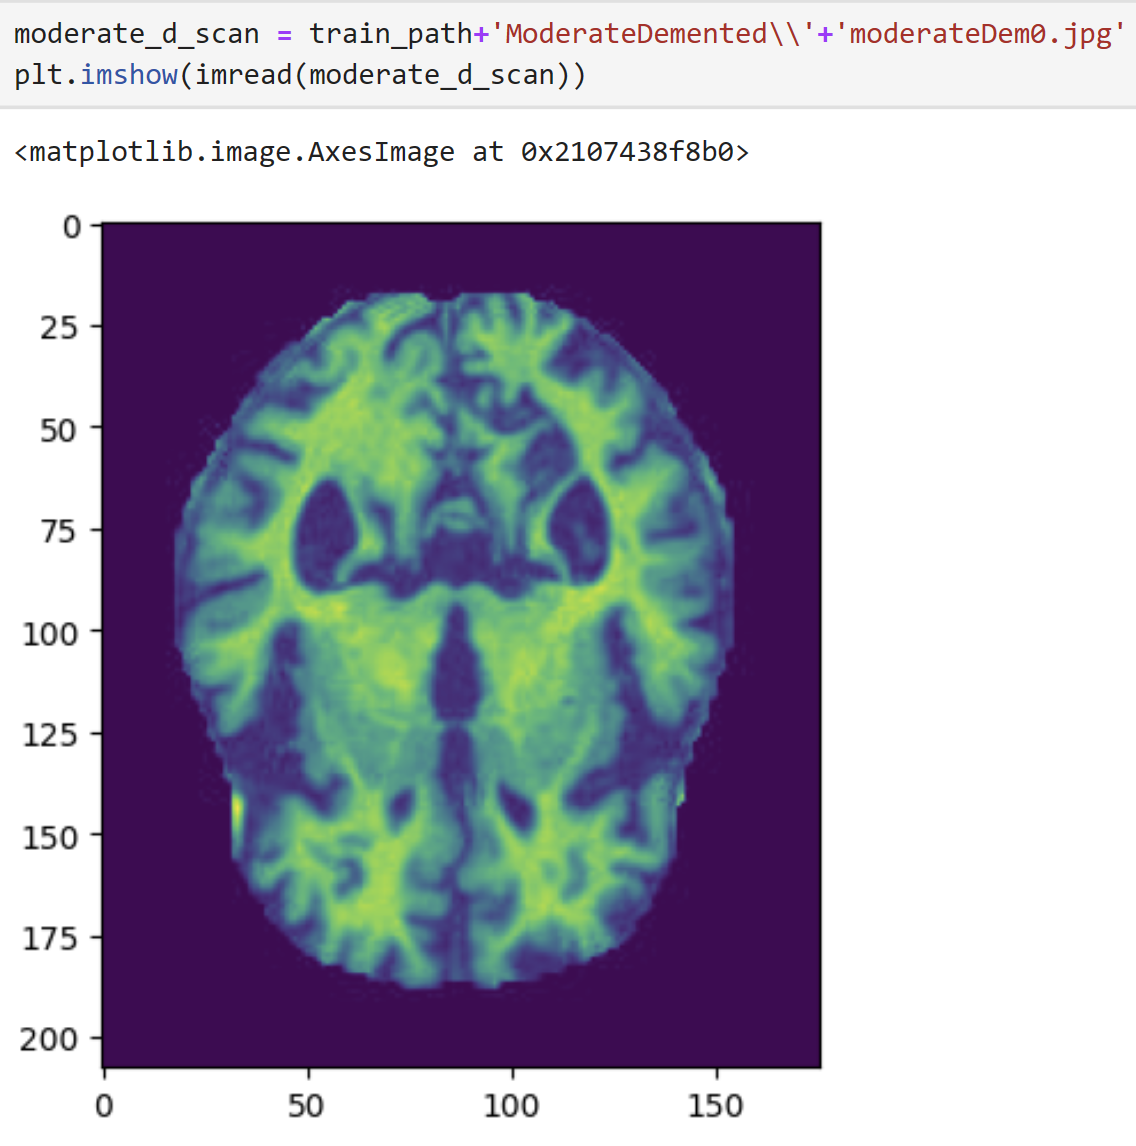 moderate_d_scan = train_path+'ModerateDemented\\'+'moderateDem0.jpg'
plt.imshow(imread(moderate_d_scan))
<matplotlib.image.AxesImage at 0x2107438f8b0>
0
25
50
75
100
125
150
175
200
0 50 100 150